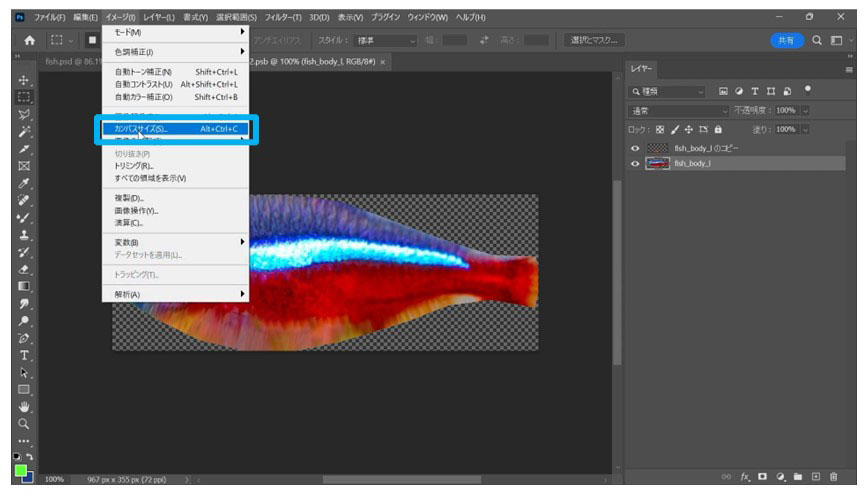 Ps ファイル(F) 編集(E) イメージ(I) レイヤー(L) 書式(Y) 選択範囲(S) フィルター(T) 3D(D) 表示(V) プラグイン ウィンドウ(W) ヘルプ(H)
アンチエイリアス スタイル： 標準 幅： 高さ： 選択とマスク... 共有
fish.psd @ 86.1 2.psb @ 100% (fish_body_l, RGB/8#) ×
モード(M)
色調補正(J)
自動トーン補正(N) Shift+Ctrl+L
自動コントラスト(U) Alt+Shift+Ctrl+L
自動カラー補正(O) Shift+Ctrl+B
カンバスサイズ(S)... Alt+Ctrl+C
切り抜き(P)
トリミング(R)...
すべての領域を表示(V)
複製(D)...
画像操作(Y)...
演算(C)...
変数(B)
データセットを適用(L)...
トラッピング(T)...
解析(A)
レイヤー
種類
通常 不透明度： 100%
ロック： 塗り： 100%
fish_body_l のコピー
fish_body_l
100% 967 px x 355 px (72 ppi)